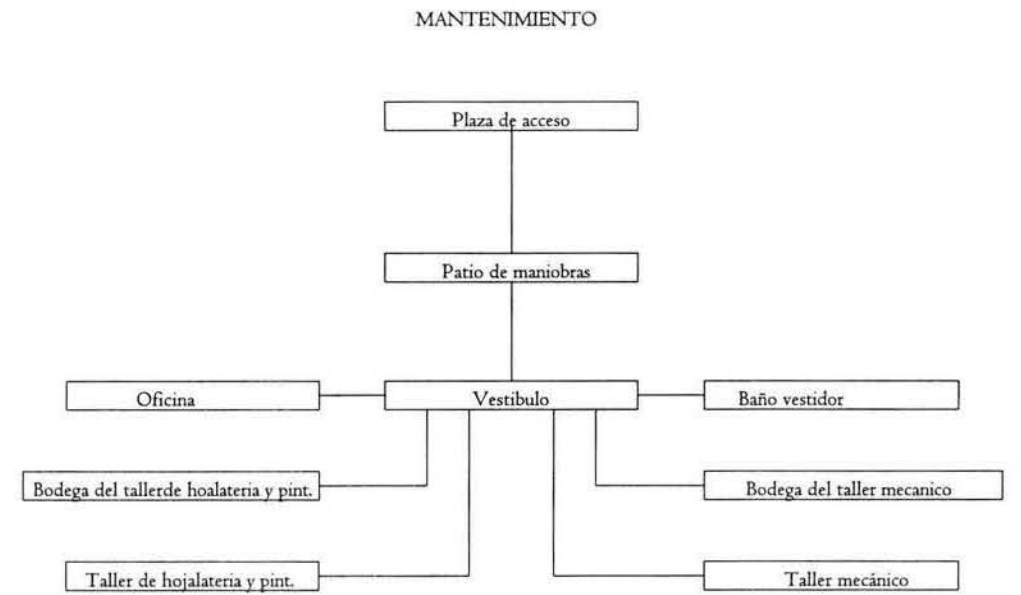 MANTENIMIENTO
Plaza de acceso
Patio de maniobras
Oficina
Vestibulo
Baño vestidor
Bodega del tallerde hoalateria y pint.
Bodega del taller mecanico
Taller de hojalateria y pint.
Taller mecánico